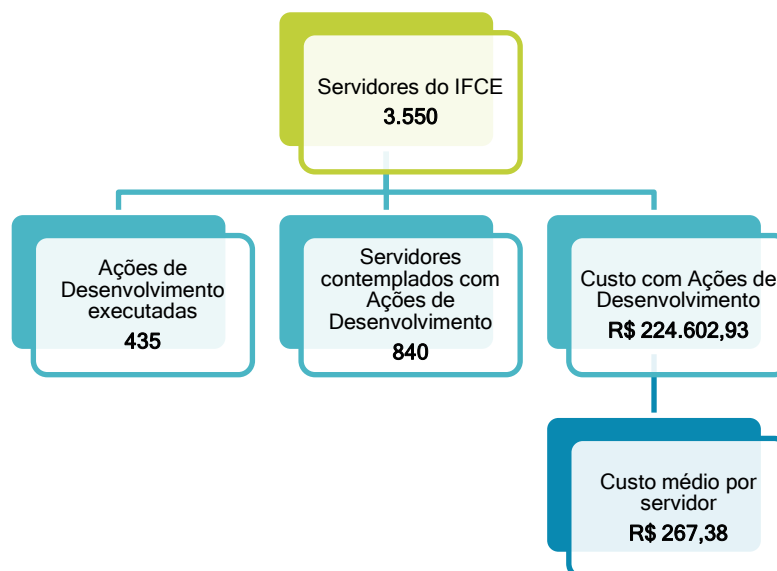 Servidores do IFCE
3.550
Ações de
Desenvolvimento
executadas
435
Servidores
contemplados com
Ações de
Desenvolvimento
840
Custo com Ações de
Desenvolvimento
R$ 224.602,93
Custo médio por
servidor
R$ 267,38